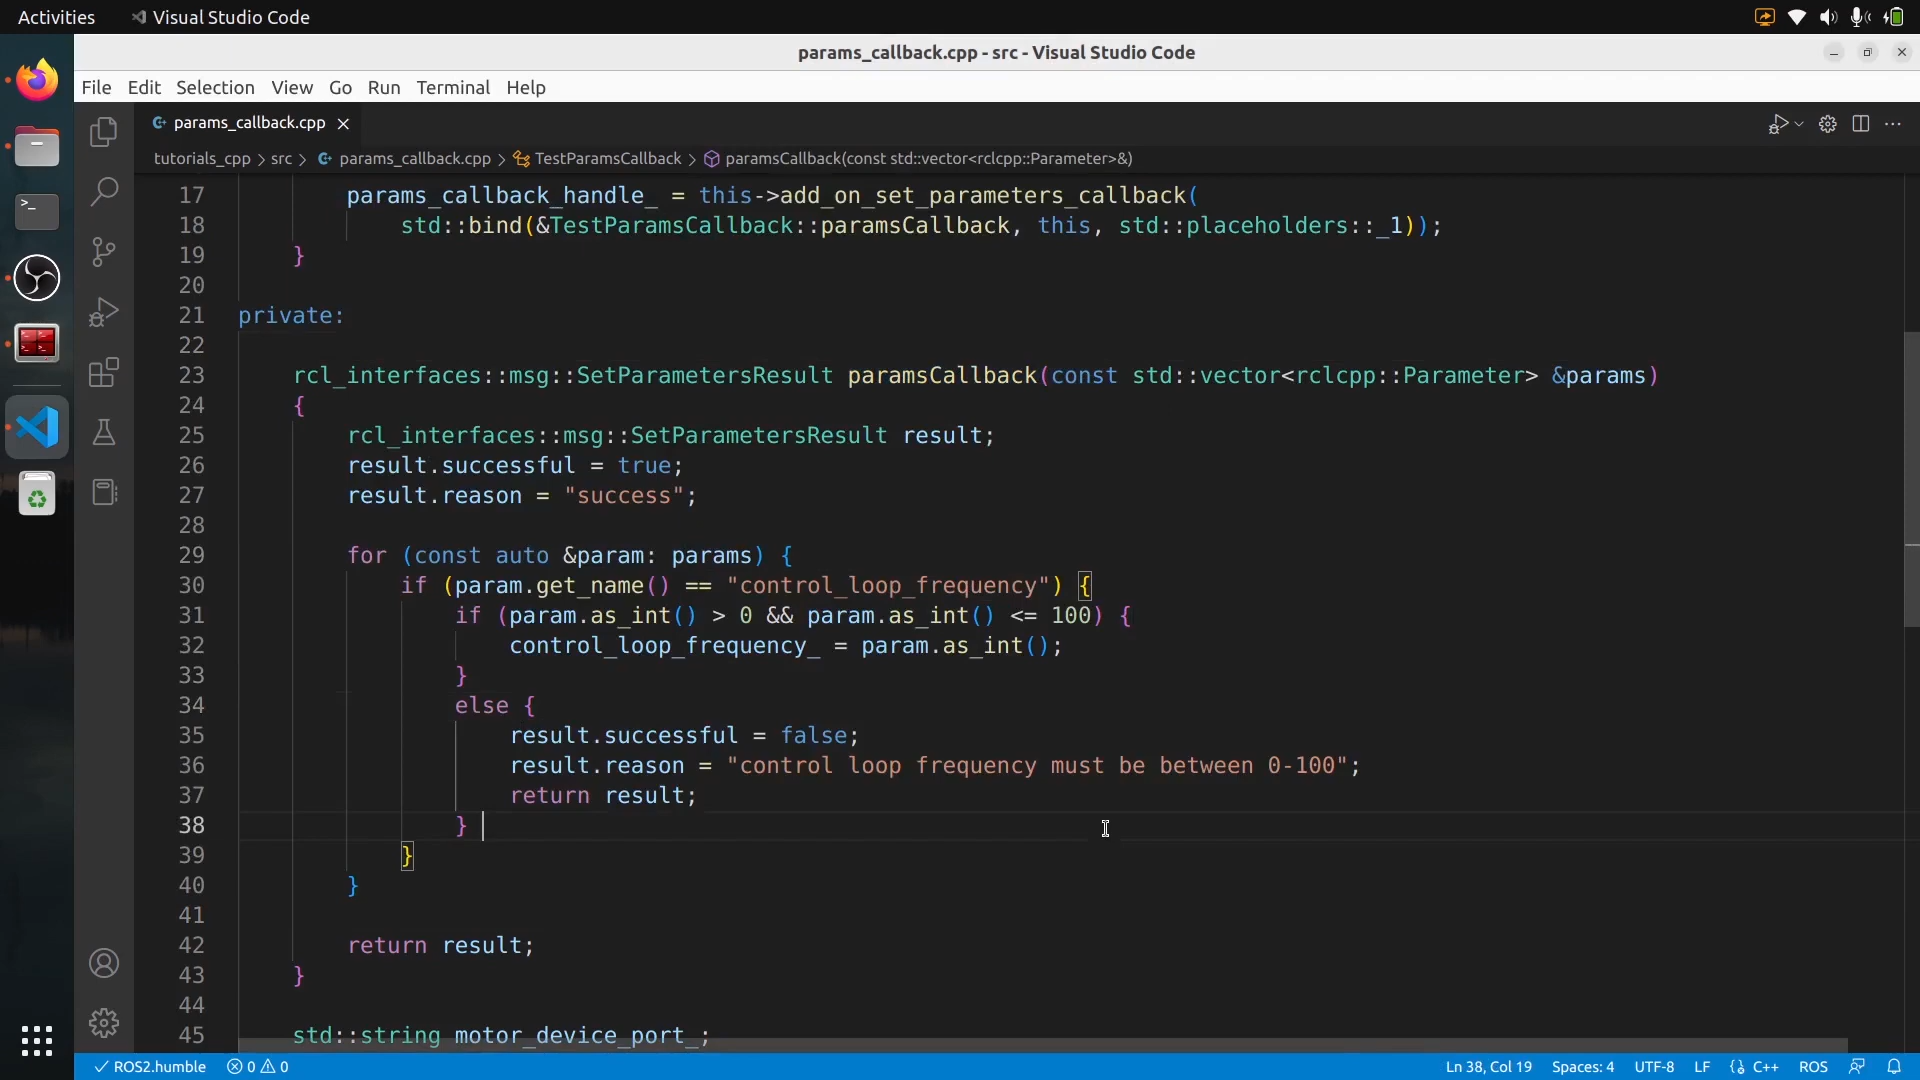 Activities Visual Studio Code
params_callback.cpp - src - Visual Studio Code
File Edit Selection View Go Run Terminal Help
params_callback.cpp
tutorials_cpp > src > params_callback.cpp > TestParamsCallback > paramsCallback(const std::vector<rclcpp::Parameter>&)
17 params_callback_handle_ = this->add_on_set_parameters_callback(
18 std::bind(&TestParamsCallback::paramsCallback, this, std::placeholders::_1));
19 }
20
21 private:
22
23 rcl_interfaces::msg::SetParametersResult paramsCallback(const std::vector<rclcpp::Parameter> &params)
24 {
25 rcl_interfaces::msg::SetParametersResult result;
26 result.successful = true;
27 result.reason = "success";
28
29 for (const auto &param: params) {
30 if (param.get_name() == "control_loop_frequency") {
31 if (param.as_int() > 0 && param.as_int() <= 100) {
32 control_loop_frequency_ = param.as_int();
33 }
34 else {
35 result.successful = false;
36 result.reason = "control loop frequency must be between 0-100";
37 return result;
38 }
39 }
40 }
41
42 return result;
43 }
44
45 std::string motor_device_port_;
ROS2.humble 0 0 Ln 38, Col 19 Spaces: 4 UTF-8 LF {} C++ ROS